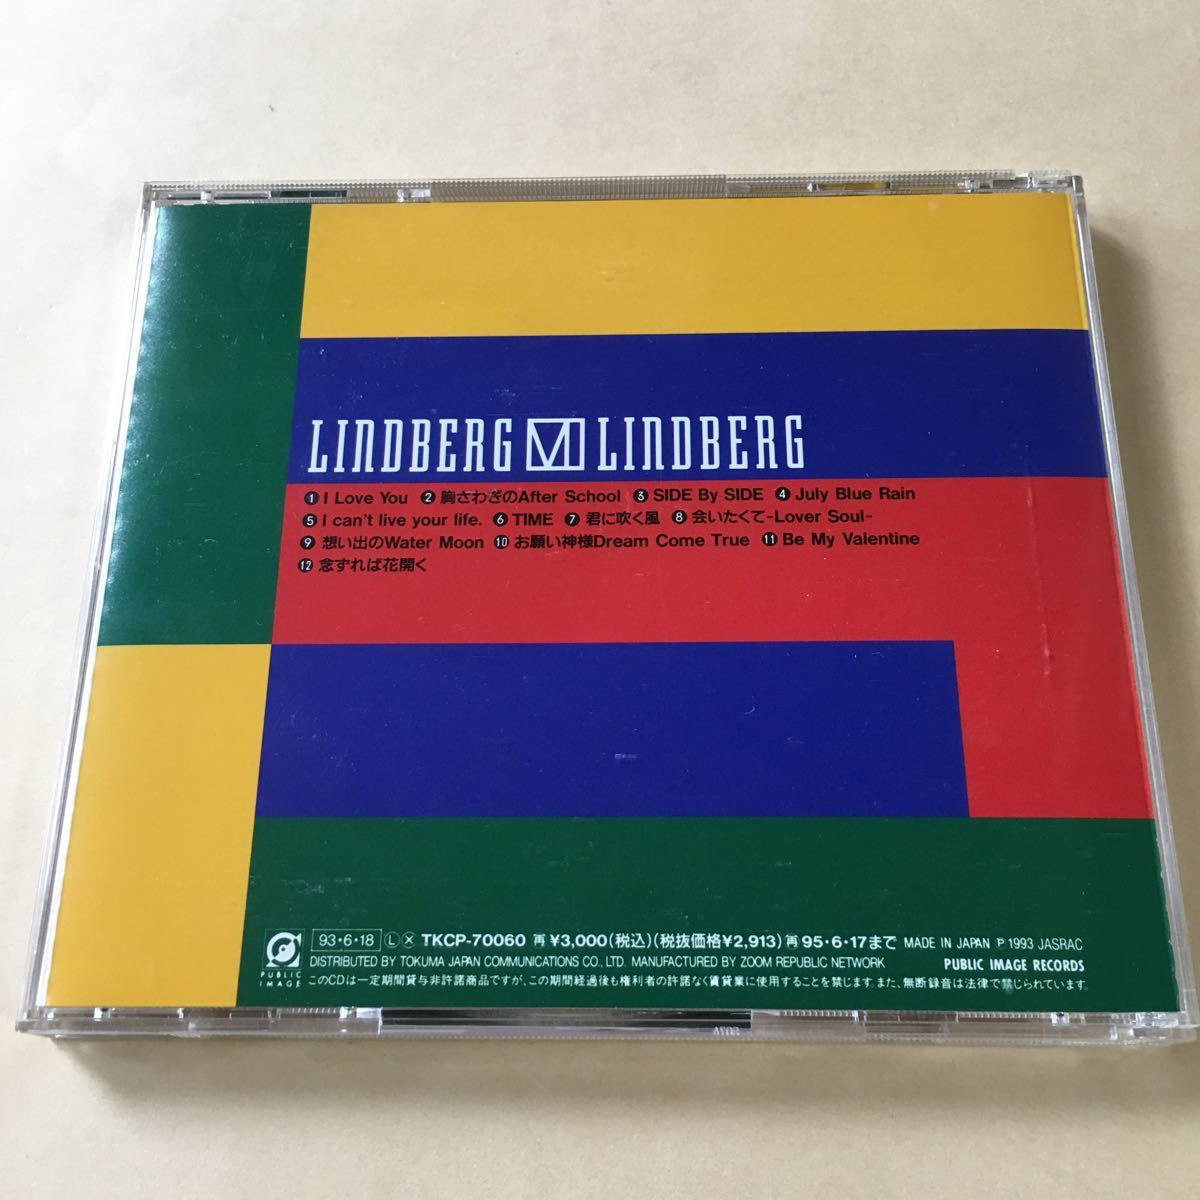 LINDBERG VI LINDBERG
❶ I Love You ❷ 胸さわぎのAfter School ❸ SIDE By SIDE ❹ July Blue Rain
❺ I can't live your life. ❻ TIME ❼ 君に吹く風 ❽ 会いたくて-Lover Soul-
❾ 想い出のWater Moon ❿ お願い神様Dream Come True ⓫ Be My Valentine
⓬ 念ずれば花開く
93・6・18 Ⓛ Ⓧ TKCP-70060 再 ¥3,000(税込)(税抜価格¥2,913) 再 95・6・17まで MADE IN JAPAN Ⓟ 1993 JASRAC
DISTRIBUTED BY TOKUMA JAPAN COMMUNICATIONS CO., LTD. MANUFACTURED BY ZOOM REPUBLIC NETWORK PUBLIC IMAGE RECORDS
PUBLIC
IMAGE
このCDは一定期間貸与非許諾商品ですが、この期間経過後も権利者の許諾なく賃貸業に使用することを禁じます。また、無断録音は法律で禁じられています。